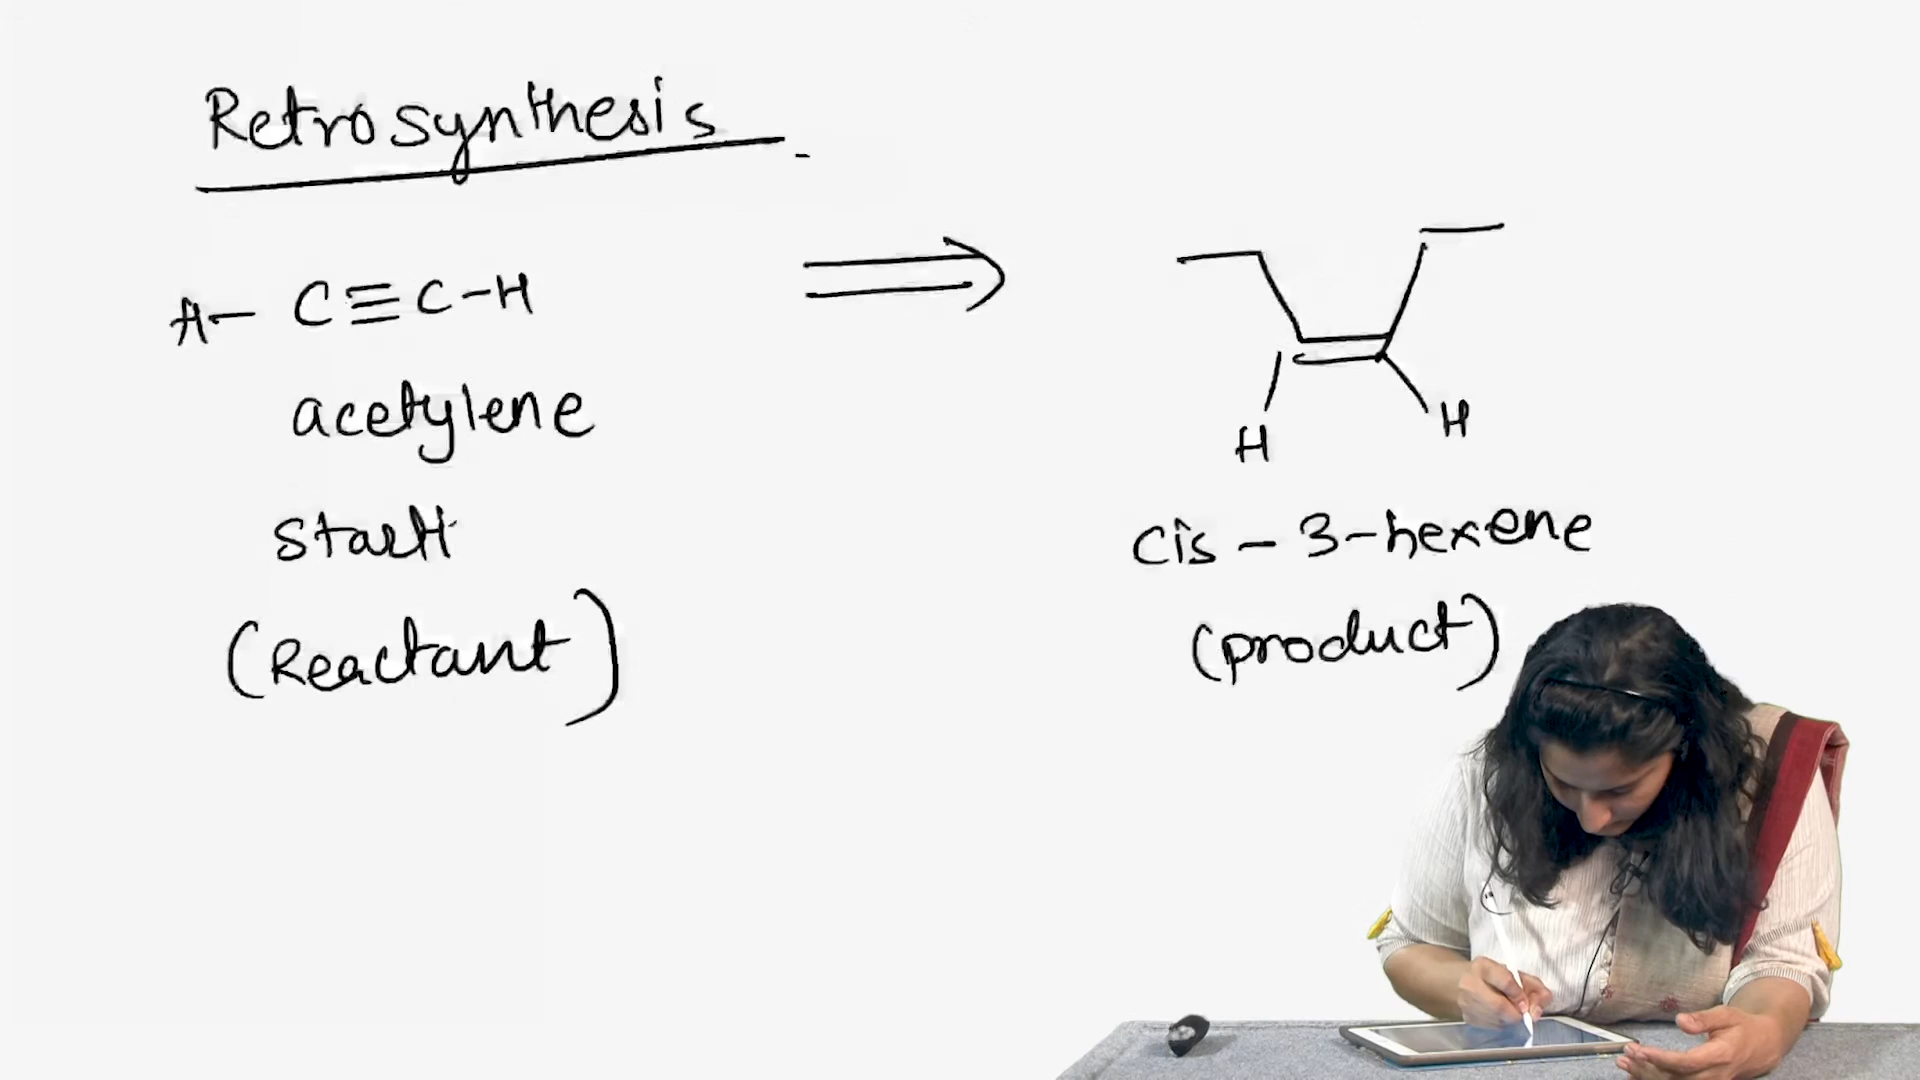 Retrosynthesis
H- C≡C-H
acetylene
start
(Reactant)
H
H
cis - 3-hexene
(product)